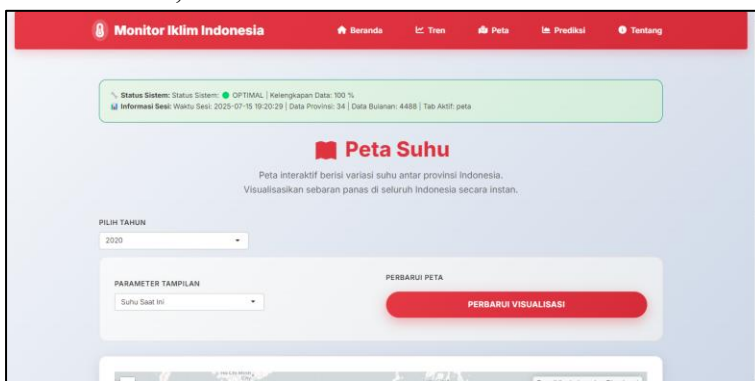 Monitor Iklim Indonesia Beranda Tren Peta Prediksi Tentang
Status Sistem: Status Sistem: OPTIMAL | Kelengkapan Data: 100 %
Informasi Sesi: Waktu Sesi: 2025-07-15 19:20:29 | Data Provinsi: 34 | Data Bulanan: 4488 | Tab Aktif: peta
Peta Suhu
Peta interaktif berisi variasi suhu antar provinsi Indonesia.
Visualisasikan sebaran panas di seluruh Indonesia secara instan.
PILIH TAHUN
2020
PARAMETER TAMPILAN
Suhu Saat Ini
PERBARUI PETA
PERBARUI VISUALISASI